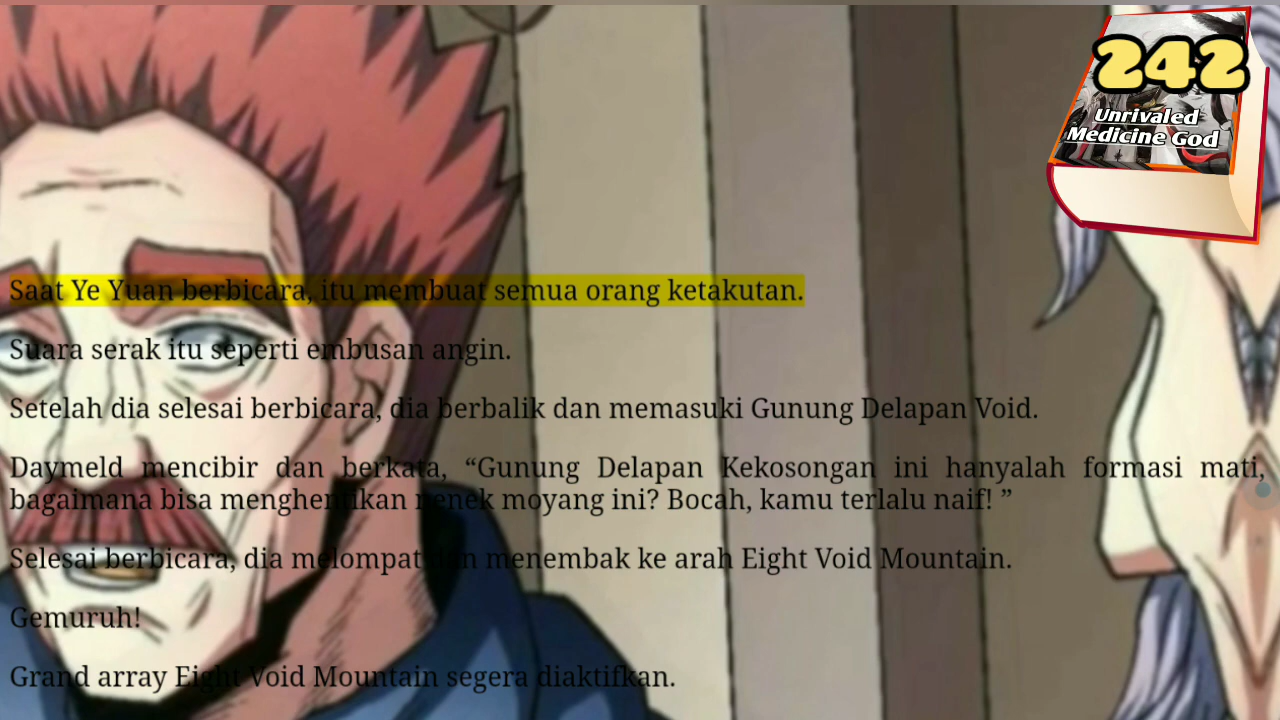 242
Unrivaled
Medicine God
Saat Ye Yuan berbicara, itu membuat semua orang ketakutan.
Suara serak itu seperti embusan angin.
Setelah dia selesai berbicara, dia berbalik dan memasuki Gunung Delapan Void.
Daymeld mencibir dan berkata, “Gunung Delapan Kekosongan ini hanyalah formasi mati,
bagaimana bisa menghentikan nenek moyang ini? Bocah, kamu terlalu naif! ”
Selesai berbicara, dia melompat dan menembak ke arah Eight Void Mountain.
Gemuruh!
Grand array Eight Void Mountain segera diaktifkan.